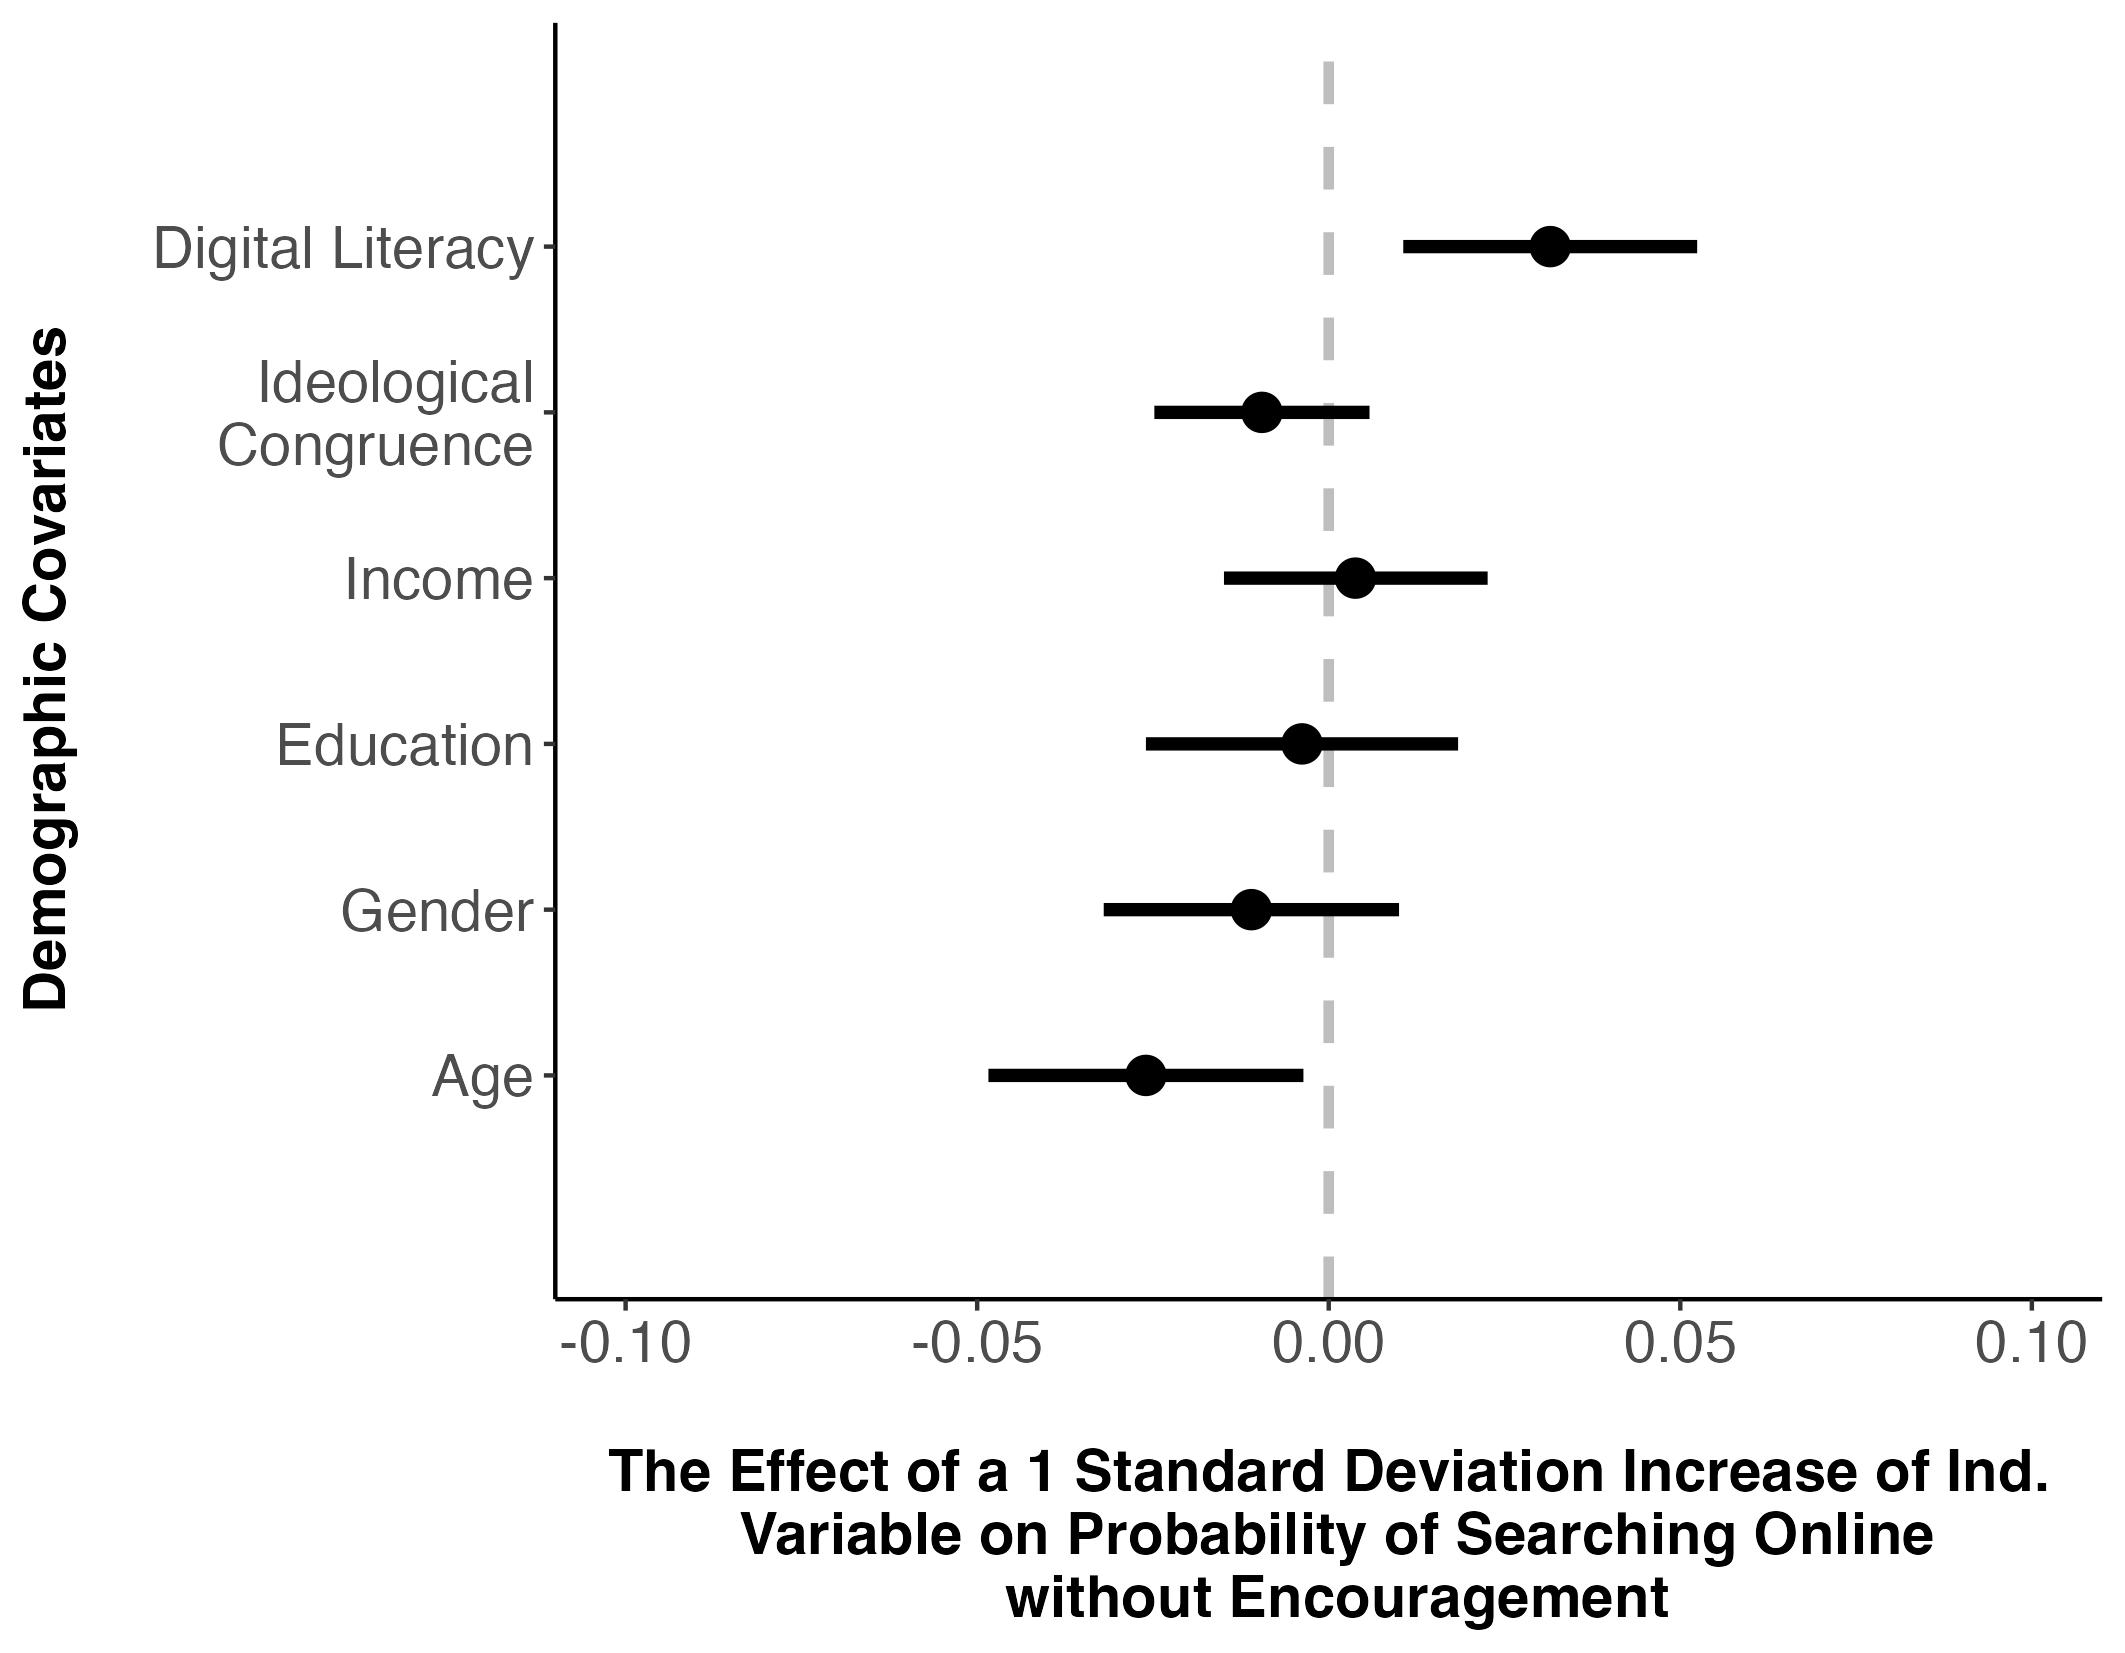 Demographic Covariates
Digital Literacy
Ideological
Congruence
Income
Education
Gender
Age
-0.10 -0.05 0.00 0.05 0.10
The Effect of a 1 Standard Deviation Increase of Ind.
Variable on Probability of Searching Online
without Encouragement